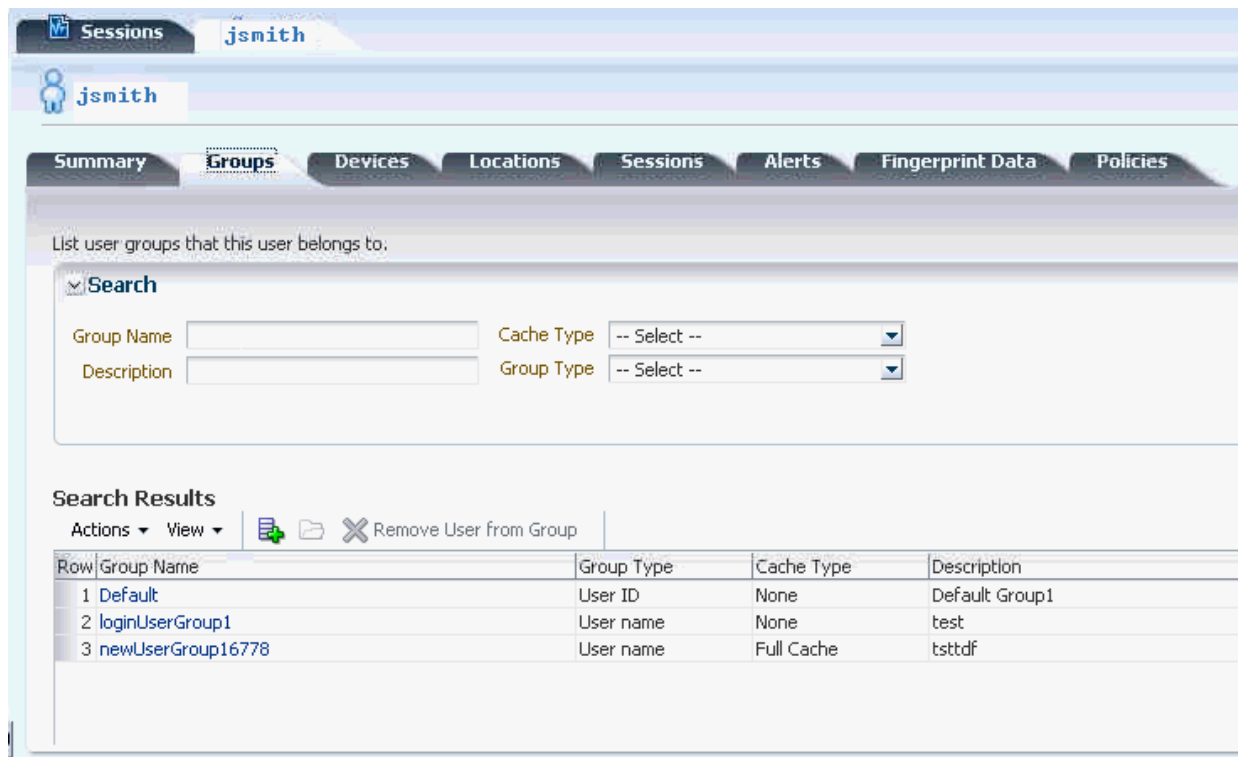 Sessions jsmith
jsmith
Summary Groups Devices Locations Sessions Alerts Fingerprint Data Policies
List user groups that this user belongs to.
Search
Group Name Cache Type -- Select --
Description Group Type -- Select --
Search Results
Actions View Remove User from Group
Row Group Name Group Type Cache Type Description
1 Default User ID None Default Group1
2 loginUserGroup1 User name None test
3 newUserGroup16778 User name Full Cache tsttdf